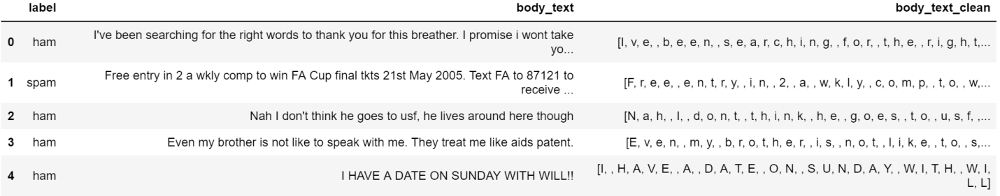 label body_text body_text_clean
0 ham I've been searching for the right words to thank you for this breather. I promise i wont take yo... [I, v, e, , b, e, e, n, , s, e, a, r, c, h, i, n, g, , f, o, r, , t, h, e, , r, i, g, h, t,...
1 spam Free entry in 2 a wkly comp to win FA Cup final tkts 21st May 2005. Text FA to 87121 to receive ... [F, r, e, e, , e, n, t, r, y, , i, n, , 2, , a, , w, k, l, y, , c, o, m, p, , t, o, , w,...
2 ham Nah I don't think he goes to usf, he lives around here though [N, a, h, , I, , d, o, n, t, , t, h, i, n, k, , h, e, , g, o, e, s, , t, o, , u, s, f, ,...
3 ham Even my brother is not like to speak with me. They treat me like aids patent. [E, v, e, n, , m, y, , b, r, o, t, h, e, r, , i, s, , n, o, t, , l, i, k, e, , t, o, , s,...
4 ham I HAVE A DATE ON SUNDAY WITH WILL!! [I, , H, A, V, E, , A, , D, A, T, E, , O, N, , S, U, N, D, A, Y, , W, I, T, H, , W, I, L, L]